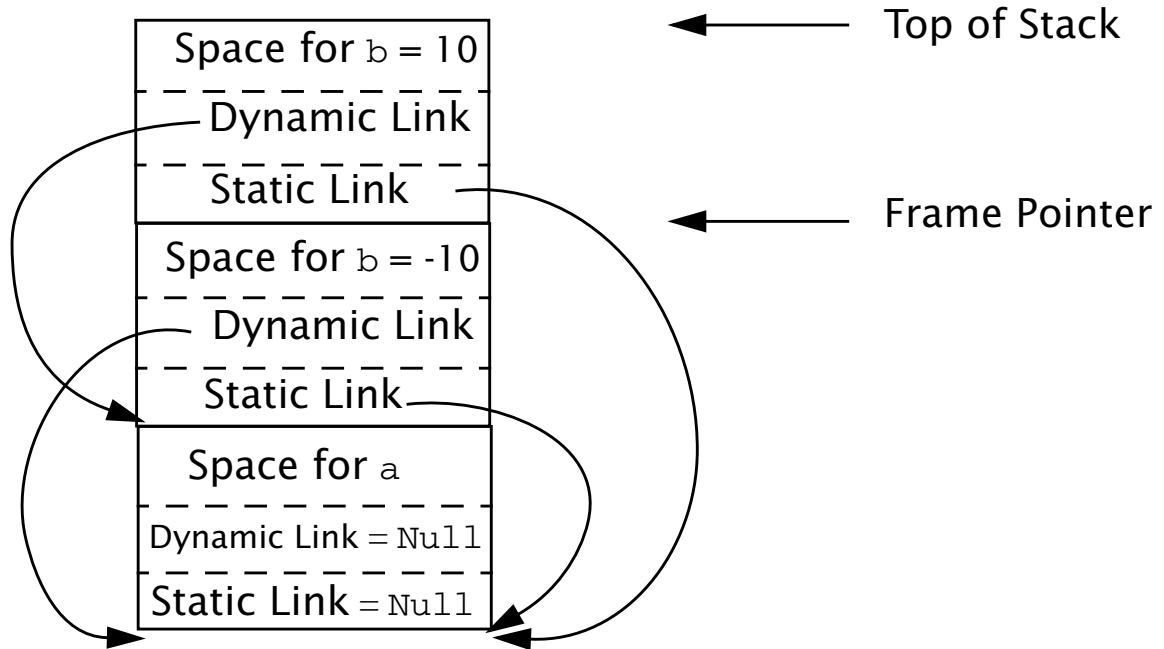 Top of Stack
Space for b = 10
Dynamic Link
Static Link
Frame Pointer
Space for b = -10
Dynamic Link
Static Link
Space for a
Dynamic Link = Null
Static Link = Null